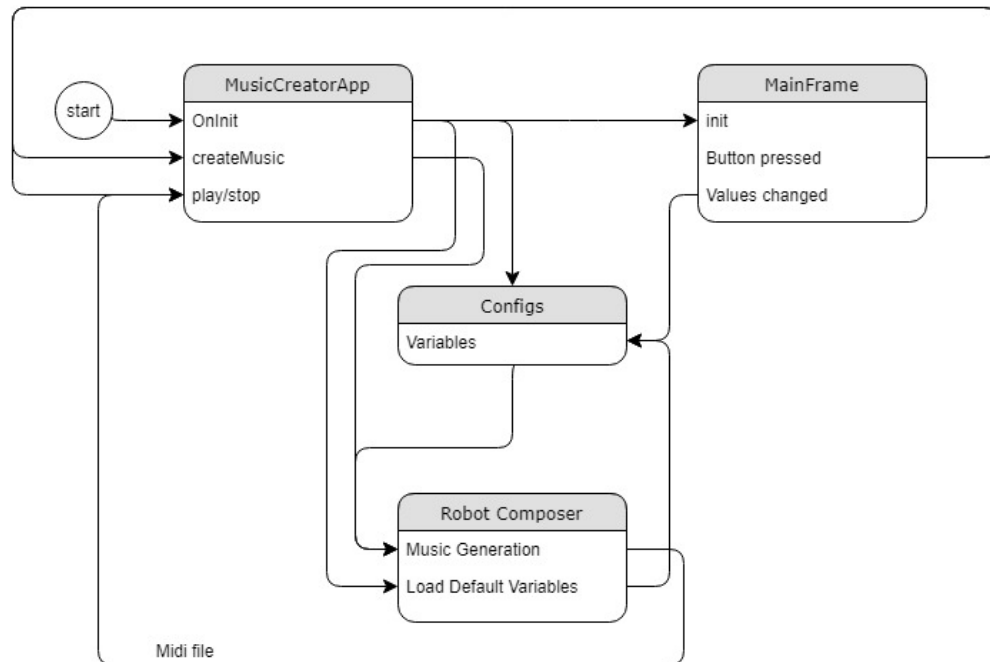 MusicCreatorApp
MainFrame
start
OnInit
init
createMusic
Button pressed
play/stop
Values changed
Configs
Variables
Robot Composer
Music Generation
Load Default Variables
Midi file